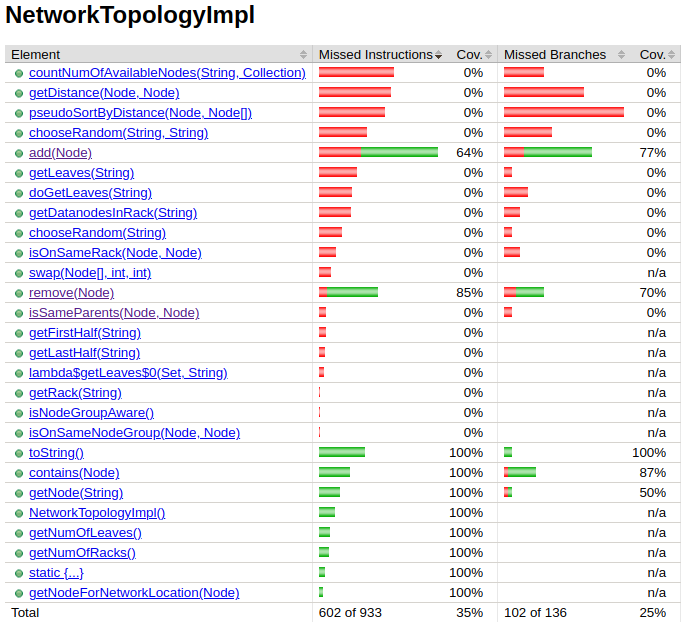 NetworkTopologyImpl
Element Missed Instructions Cov. Missed Branches Cov.
countNumOfAvailableNodes(String, Collection) 0% 0%
getDistance(Node, Node) 0% 0%
pseudoSortByDistance(Node, Node[]) 0% 0%
chooseRandom(String, String) 0% 0%
add(Node) 64% 77%
getLeaves(String) 0% 0%
doGetLeaves(String) 0% 0%
getDatanodesInRack(String) 0% 0%
chooseRandom(String) 0% 0%
isOnSameRack(Node, Node) 0% 0%
swap(Node[], int, int) 0% n/a
remove(Node) 85% 70%
isSameParents(Node, Node) 0% 0%
getFirstHalf(String) 0% n/a
getLastHalf(String) 0% n/a
lambda$getLeaves$0(Set, String) 0% n/a
getRack(String) 0% n/a
isNodeGroupAware() 0% n/a
isOnSameNodeGroup(Node, Node) 0% n/a
toString() 100% 100%
contains(Node) 100% 87%
getNode(String) 100% 50%
NetworkTopologyImpl() 100% n/a
getNumOfLeaves() 100% n/a
getNumOfRacks() 100% n/a
static {...} 100% n/a
getNodeForNetworkLocation(Node) 100% n/a
Total 602 of 933 35% 102 of 136 25%